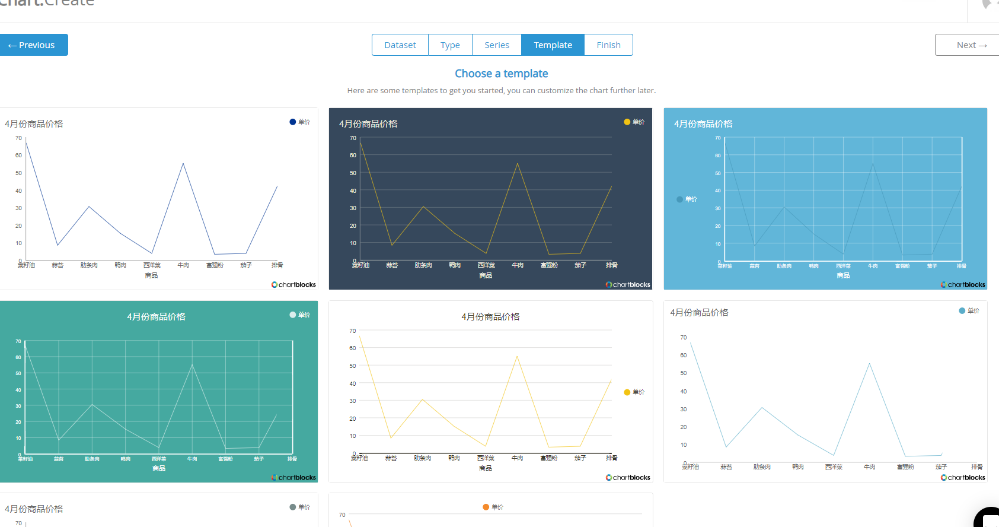 Chart.Create
← Previous
Dataset
Type
Series
Template
Finish
Next →
Choose a template
Here are some templates to get you started, you can customize the chart further later.
4月份商品价格
单价
70
60
50
40
30
20
10
0
菜籽油 蒜苔 肋条肉 鸭肉 西洋菜 牛肉 富强粉 茄子 排骨
商品
chartblocks
4月份商品价格
单价
70
60
50
40
30
20
10
0
菜籽油 蒜苔 肋条肉 鸭肉 西洋菜 牛肉 富强粉 茄子 排骨
商品
chartblocks
4月份商品价格
70
60
50
40
单价
30
20
10
0
菜籽油 蒜苔 肋条肉 鸭肉 西洋菜 牛肉 富强粉 茄子 排骨
商品
chartblocks
4月份商品价格
单价
70
60
50
40
30
20
10
0
菜籽油 蒜苔 肋条肉 鸭肉 西洋菜 牛肉 富强粉 茄子 排骨
商品
chartblocks
4月份商品价格
70
60
50
40
单价
30
20
10
0
菜籽油 蒜苔 肋条肉 鸭肉 西洋菜 牛肉 富强粉 茄子 排骨
商品
chartblocks
4月份商品价格
单价
70
60
50
40
30
20
10
0
菜籽油 蒜苔 肋条肉 鸭肉 西洋菜 牛肉 富强粉 茄子 排骨
chartblocks
4月份商品价格
单价
70
单价
70